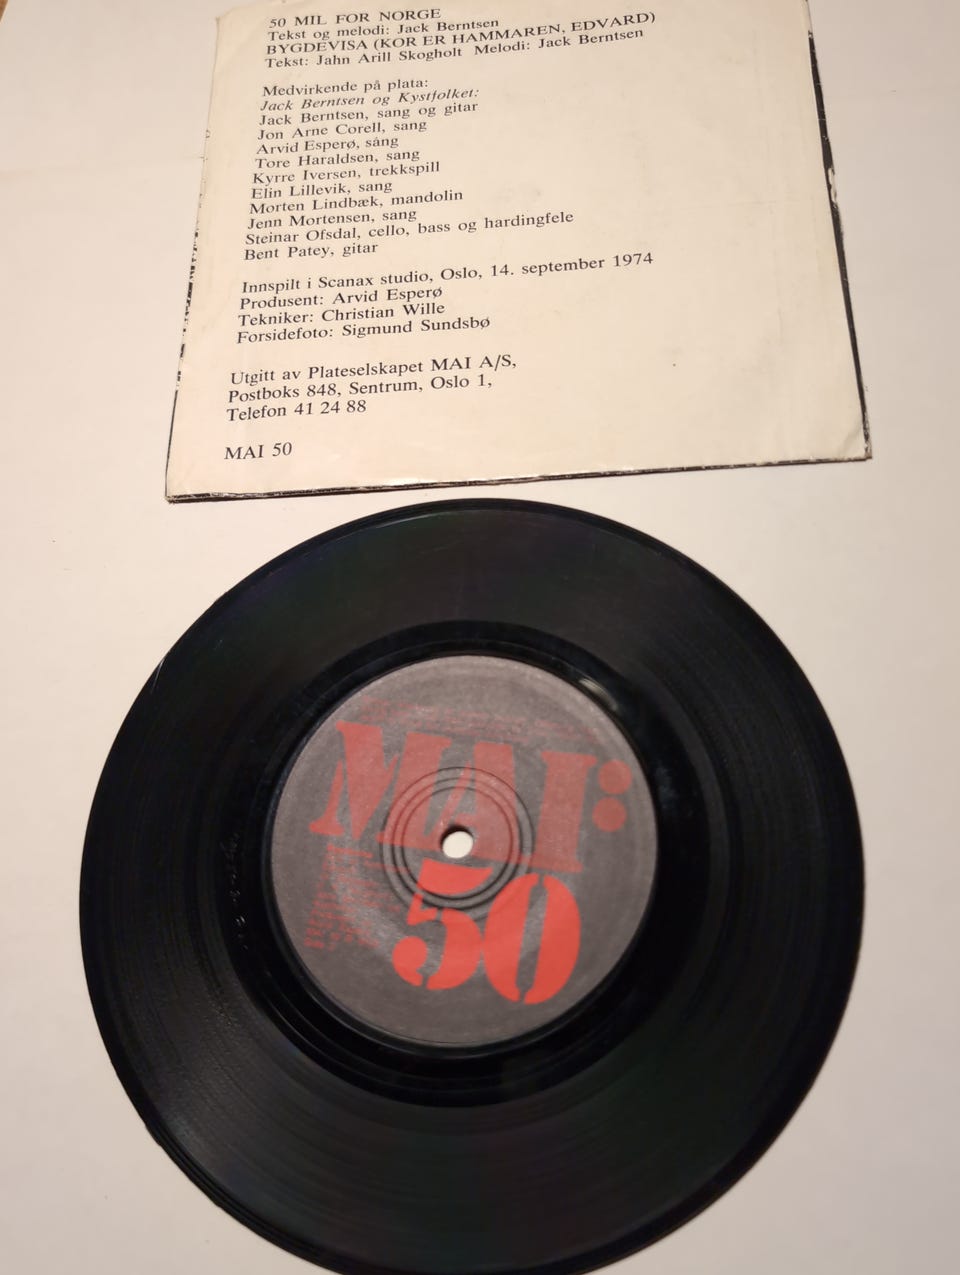 50 MIL FOR NORGE
Tekst og melodi: Jack Berntsen
BYGDEVISA (KOR ER HAMMAREN, EDVARD)
Tekst: Jahn Arill Skogholt Melodi: Jack Berntsen
Medvirkende på plata:
Jack Berntsen og Kystfolket:
Jack Berntsen, sang og gitar
Jon Arne Corell, sang
Arvid Esperø, sång
Tore Haraldsen, sang
Kyrre Iversen, trekkspill
Elin Lillevik, sang
Morten Lindbæk, mandolin
Jenn Mortensen, sang
Steinar Ofsdal, cello, bass og hardingfele
Bent Patey, gitar
Innspilt i Scanax studio, Oslo, 14. september 1974
Produsent: Arvid Esperø
Tekniker: Christian Wille
Forsidefoto: Sigmund Sundsbø
Utgitt av Plateselskapet MAI A/S,
Postboks 848, Sentrum, Oslo 1,
Telefon 41 24 88
MAI 50
MAI:
50